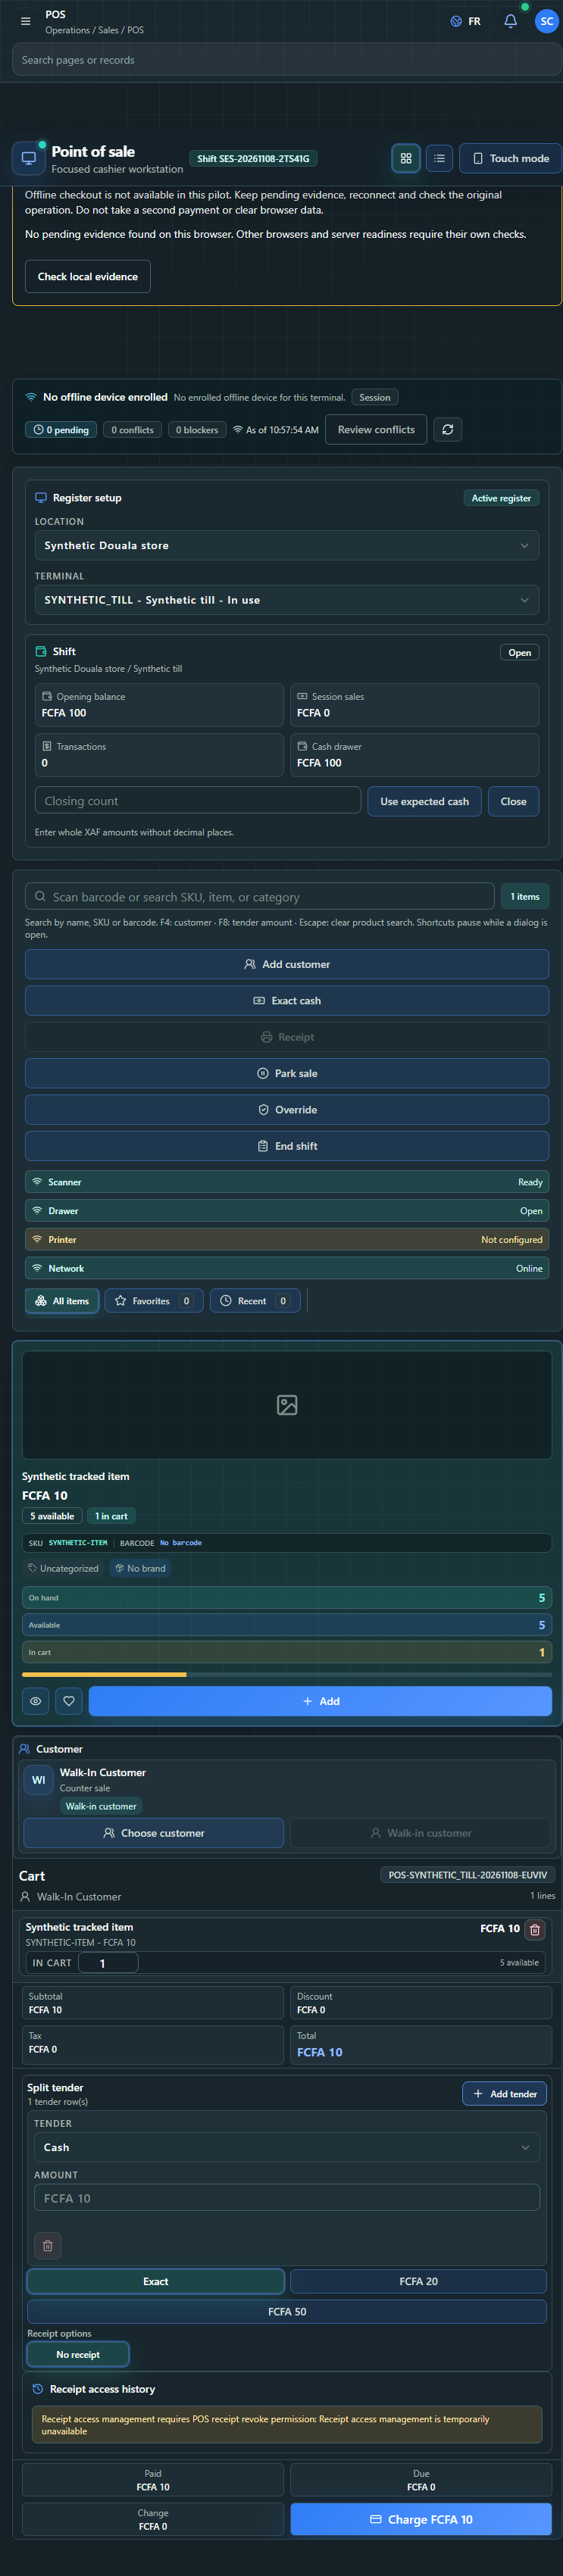 POS
Operations / Sales / POS
FR
SC
Search pages or records
Point of sale
Focused cashier workstation
Shift SES-20261108-2TS41G
Touch mode
Offline checkout is not available in this pilot. Keep pending evidence, reconnect and check the original
operation. Do not take a second payment or clear browser data.
No pending evidence found on this browser. Other browsers and server readiness require their own checks.
Check local evidence
No offline device enrolled
No enrolled offline device for this terminal.
Session
0 pending
0 conflicts
0 blockers
As of 10:57:54 AM
Review conflicts
Register setup
Active register
LOCATION
Synthetic Douala store
TERMINAL
SYNTHETIC_TILL - Synthetic till - In use
Shift
Open
Synthetic Douala store / Synthetic till
Opening balance
FCFA 100
Session sales
FCFA 0
Transactions
0
Cash drawer
FCFA 100
Closing count
Use expected cash
Close
Enter whole XAF amounts without decimal places.
Scan barcode or search SKU, item, or category
1 items
Search by name, SKU or barcode. F4: customer · F8: tender amount · Escape: clear product search. Shortcuts pause while a dialog is
open.
Add customer
Exact cash
Receipt
Park sale
Override
End shift
Scanner
Ready
Drawer
Open
Printer
Not configured
Network
Online
All items
Favorites 0
Recent 0
Synthetic tracked item
FCFA 10
5 available
1 in cart
SKU SYNTHETIC-ITEM
BARCODE No barcode
Uncategorized
No brand
On hand
5
Available
5
In cart
1
Add
Customer
WI
Walk-In Customer
Counter sale
Walk-in customer
Choose customer
Walk-in customer
Cart
POS-SYNTHETIC_TILL-20261108-EUVIV
Walk-In Customer
1 lines
Synthetic tracked item
FCFA 10
SYNTHETIC-ITEM - FCFA 10
IN CART
1
5 available
Subtotal
FCFA 10
Discount
FCFA 0
Tax
FCFA 0
Total
FCFA 10
Split tender
1 tender row(s)
Add tender
TENDER
Cash
AMOUNT
FCFA 10
Exact
FCFA 20
FCFA 50
Receipt options
No receipt
Receipt access history
Receipt access management requires POS receipt revoke permission: Receipt access management is temporarily
unavailable
Paid
FCFA 10
Due
FCFA 0
Change
FCFA 0
Charge FCFA 10